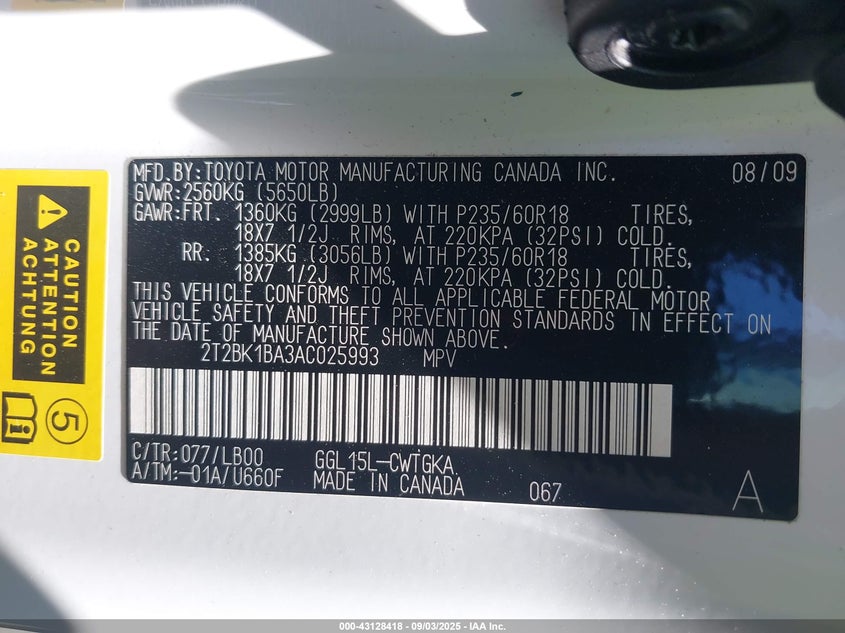 MFD.BY:TOYOTA MOTOR MANUFACTURING CANADA INC. 08/09
GVWR:2560KG (5650LB)
GAWR:FRT. 1360KG (2999LB) WITH P235/60R18 TIRES,
18X7 1/2J RIMS, AT 220KPA (32PSI) COLD.
RR. 1385KG (3056LB) WITH P235/60R18 TIRES,
18X7 1/2J RIMS, AT 220KPA (32PSI) COLD.
THIS VEHICLE CONFORMS TO ALL APPLICABLE FEDERAL MOTOR
VEHICLE SAFETY AND THEFT PREVENTION STANDARDS IN EFFECT ON
THE DATE OF MANUFACTURE SHOWN ABOVE.
2T2BK1BA3AC025993 MPV
C/TR:077/LB00 GGL15L-CWTGKA
A/TM:-01A/U660F MADE IN CANADA 067 A
CAUTION
ATTENTION
ACHTUNG
5
000-43128418 - 09/03/2025 - IAA Inc.